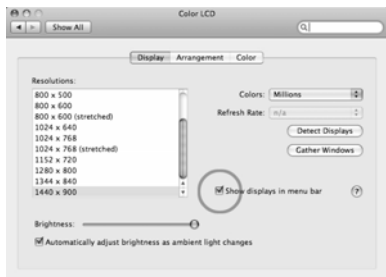 Color LCD
Show All
Display Arrangement Color
Resolutions:
800 x 500
800 x 600
800 x 600 (stretched)
1024 x 640
1024 x 768
1024 x 768 (stretched)
1152 x 720
1280 x 800
1344 x 840
1440 x 900
Colors: Millions
Refresh Rate: n/a
Detect Displays
Gather Windows
Show displays in menu bar ?
Brightness:
Automatically adjust brightness as ambient light changes